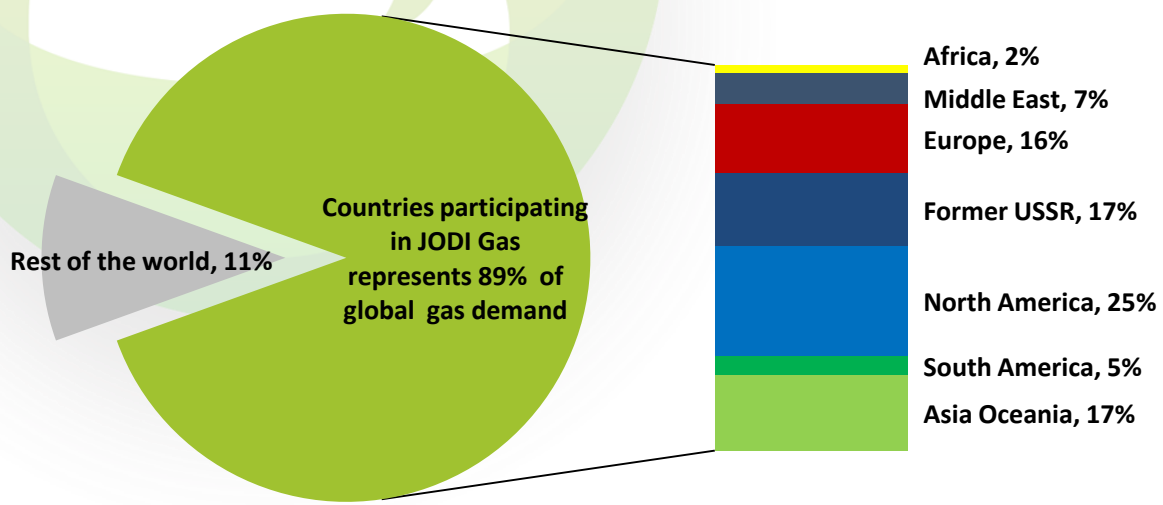 Rest of the world, 11%
Countries participating
in JODI Gas
represents 89% of
global gas demand
Africa, 2%
Middle East, 7%
Europe, 16%
Former USSR, 17%
North America, 25%
South America, 5%
Asia Oceania, 17%